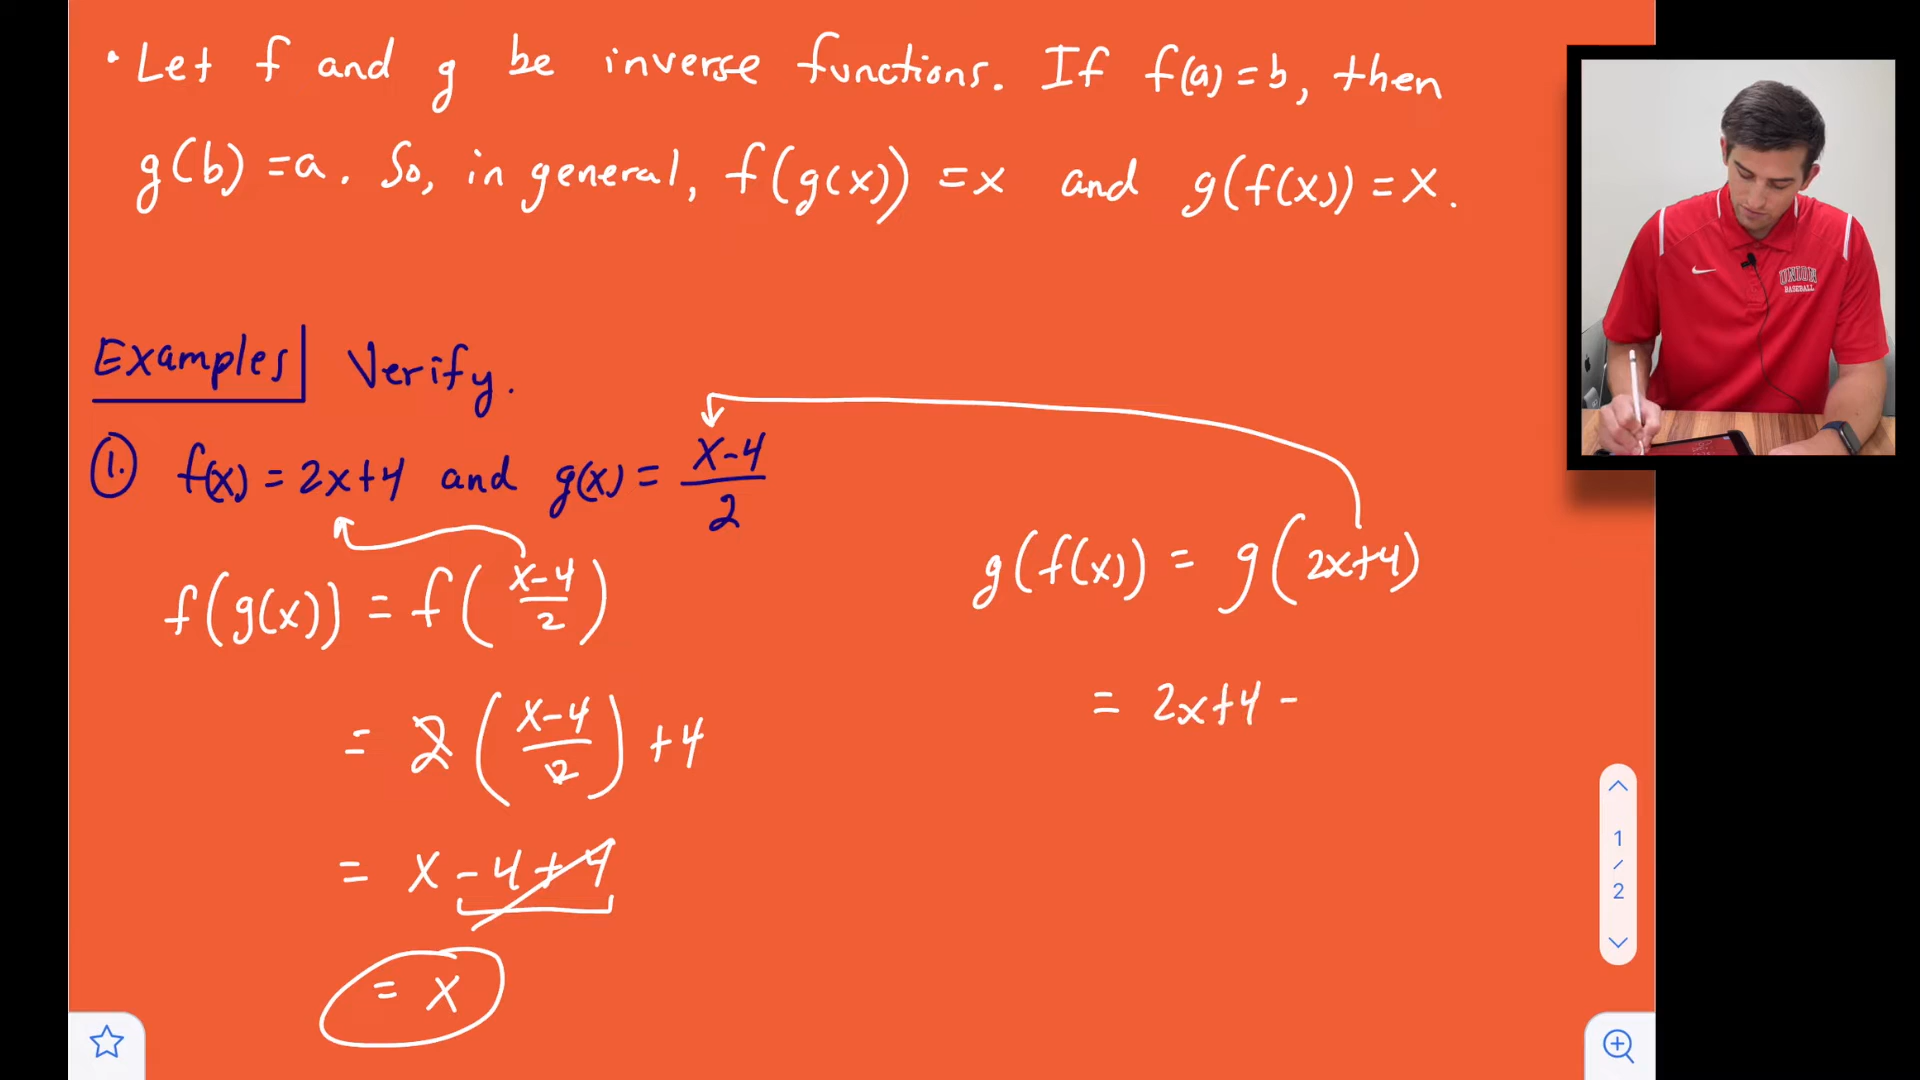 • Let f and g be inverse functions. If f(a) = b, then
g(b) = a. So, in general, f(g(x)) = x and g(f(x)) = x.
Examples Verify.
1. f(x) = 2x+4 and g(x) = (x-4)/2
f(g(x)) = f((x-4)/2)
= 2((x-4)/2) + 4
= x - 4 + 4
= x
g(f(x)) = g(2x+4)
= 2x+4 -
UNION
BASEBALL
1
/
2